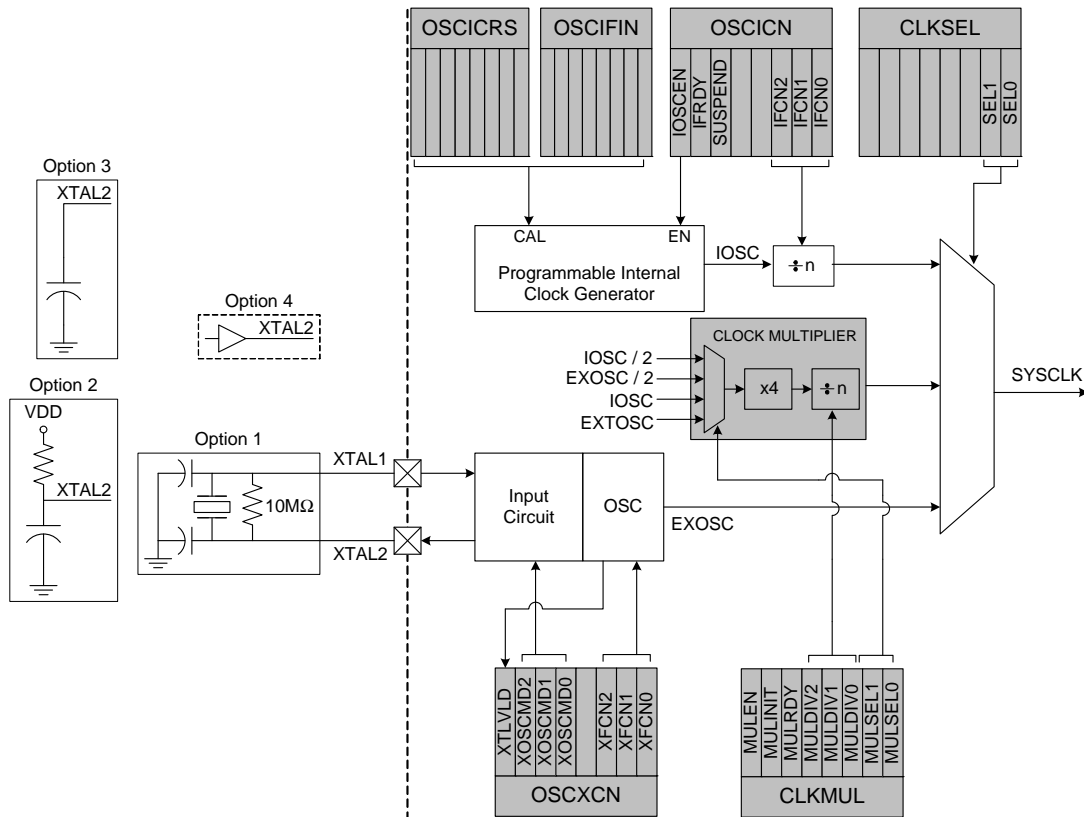 OSCICRS
OSCIFIN
OSCICN
CLKSEL
IOSCEN
IFRDY
SUSPEND
IFCN2
IFCN1
IFCN0
SEL1
SEL0
Option 3
XTAL2
CAL
EN
Programmable Internal
Clock Generator
IOSC
÷n
Option 4
XTAL2
CLOCK MULTIPLIER
IOSC / 2
EXOSC / 2
IOSC
EXTOSC
x4
÷n
SYSCLK
Option 2
VDD
XTAL2
Option 1
10MΩ
XTAL1
XTAL2
Input
Circuit
OSC
EXOSC
XTLVLD
XOSCMD2
XOSCMD1
XOSCMD0
XFCN2
XFCN1
XFCN0
OSCXCN
MULEN
MULINIT
MULRDY
MULDIV2
MULDIV1
MULDIV0
MULSEL1
MULSEL0
CLKMUL